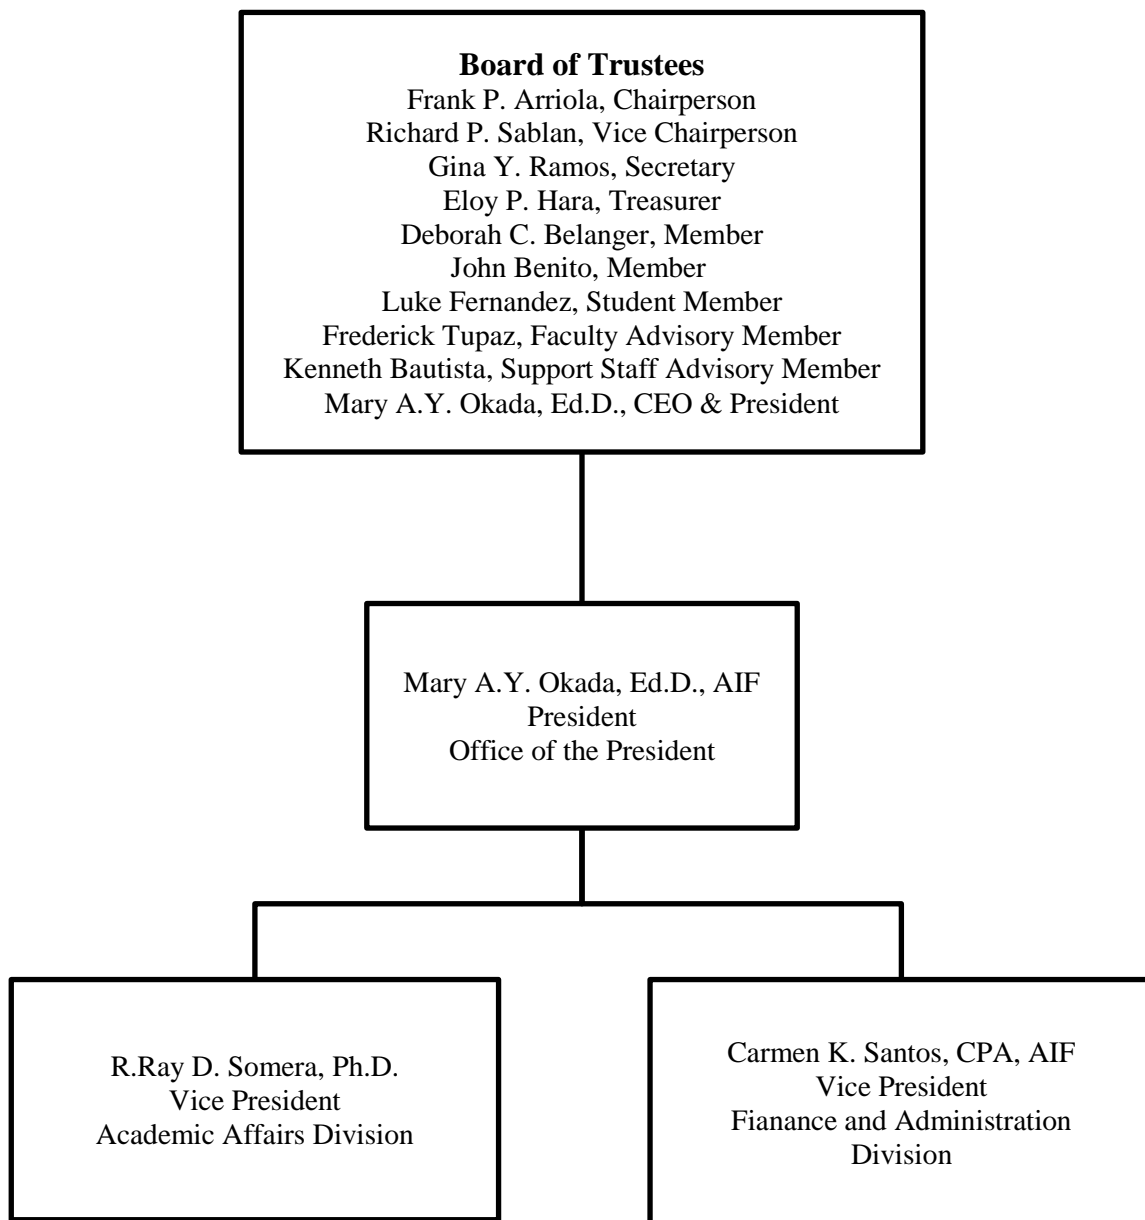 Board of Trustees
Frank P. Arriola, Chairperson
Richard P. Sablan, Vice Chairperson
Gina Y. Ramos, Secretary
Eloy P. Hara, Treasurer
Deborah C. Belanger, Member
John Benito, Member
Luke Fernandez, Student Member
Frederick Tupaz, Faculty Advisory Member
Kenneth Bautista, Support Staff Advisory Member
Mary A.Y. Okada, Ed.D., CEO & President
Mary A.Y. Okada, Ed.D., AIF
President
Office of the President
R.Ray D. Somera, Ph.D.
Vice President
Academic Affairs Division
Carmen K. Santos, CPA, AIF
Vice President
Fianance and Administration
Division